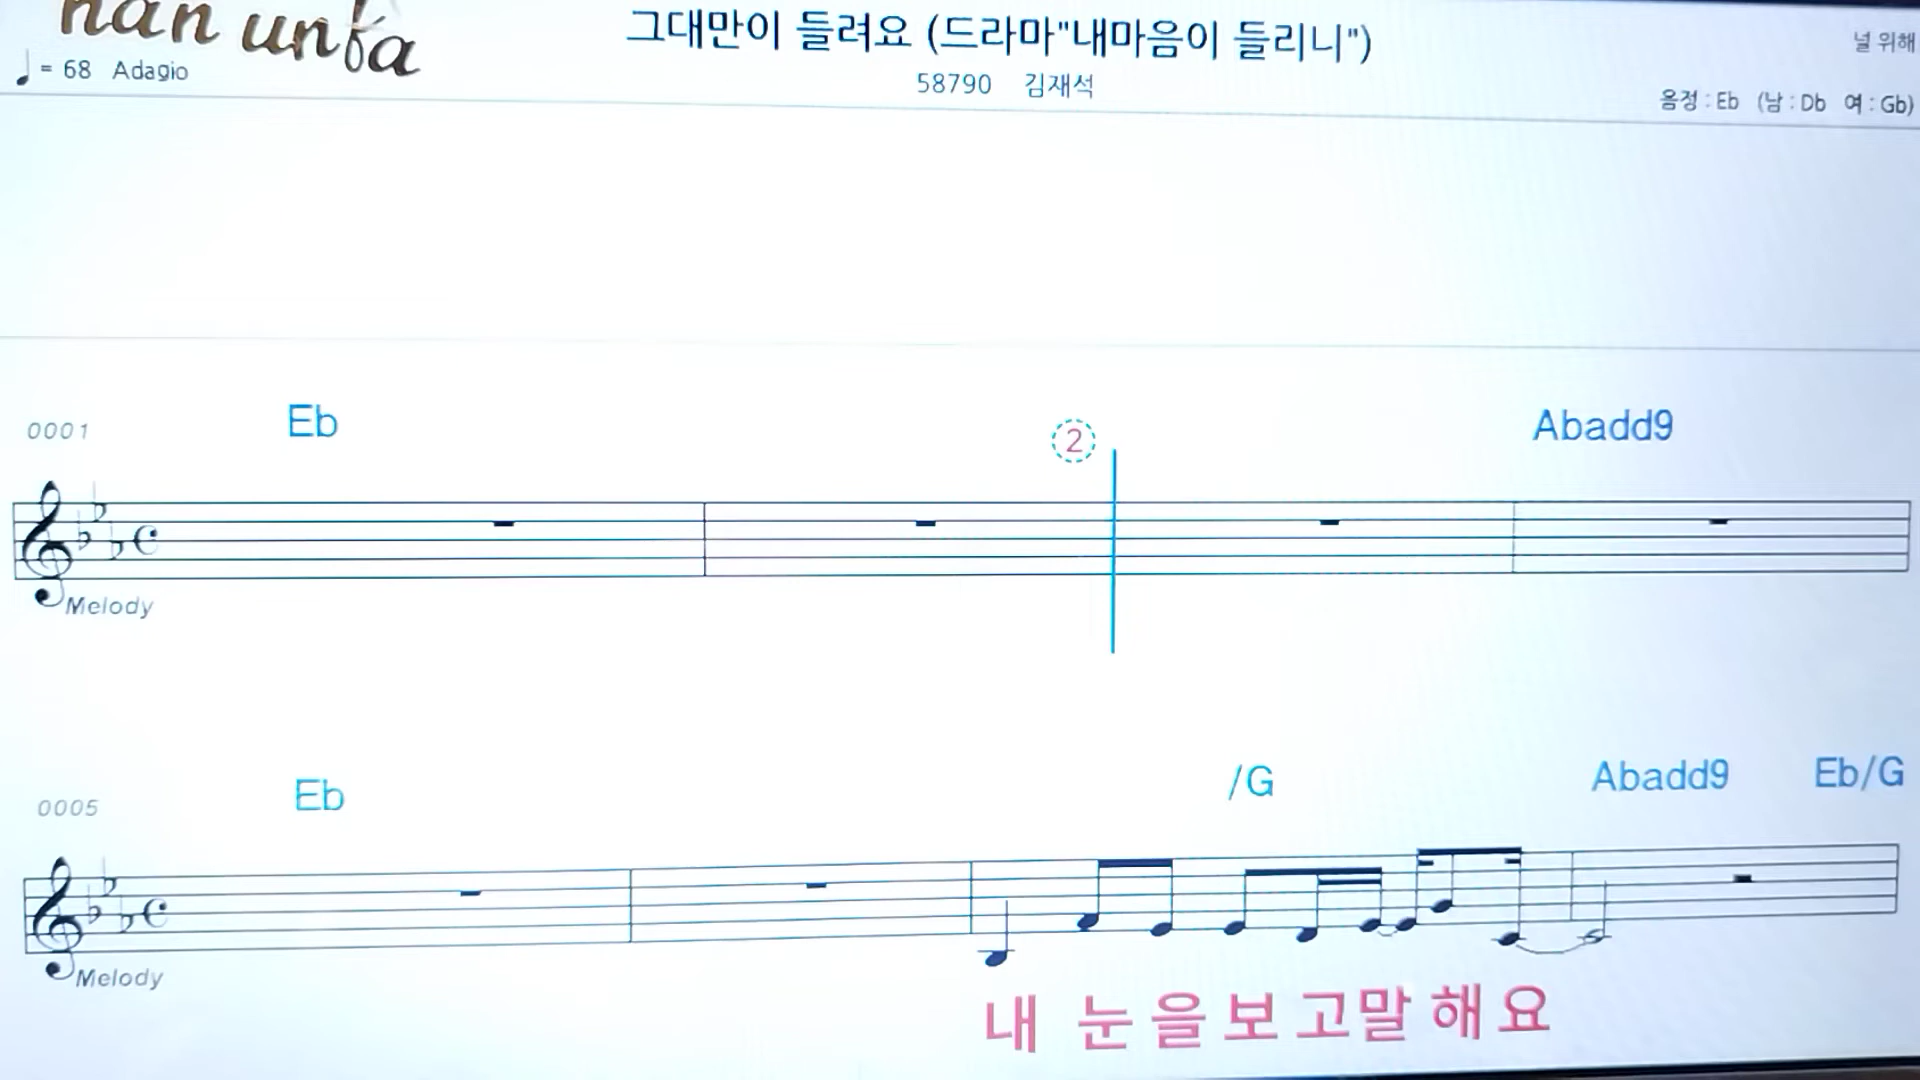 nan unfa
그대만이 들려요 (드라마"내마음이 들리니")
널 위해
♩ = 68 Adagio
58790 김재석
음정 : Eb (남 : Db 여 : Gb)
0001 Eb ② Abadd9
Melody
0005 Eb /G Abadd9 Eb/G
Melody
내 눈을보고말해요